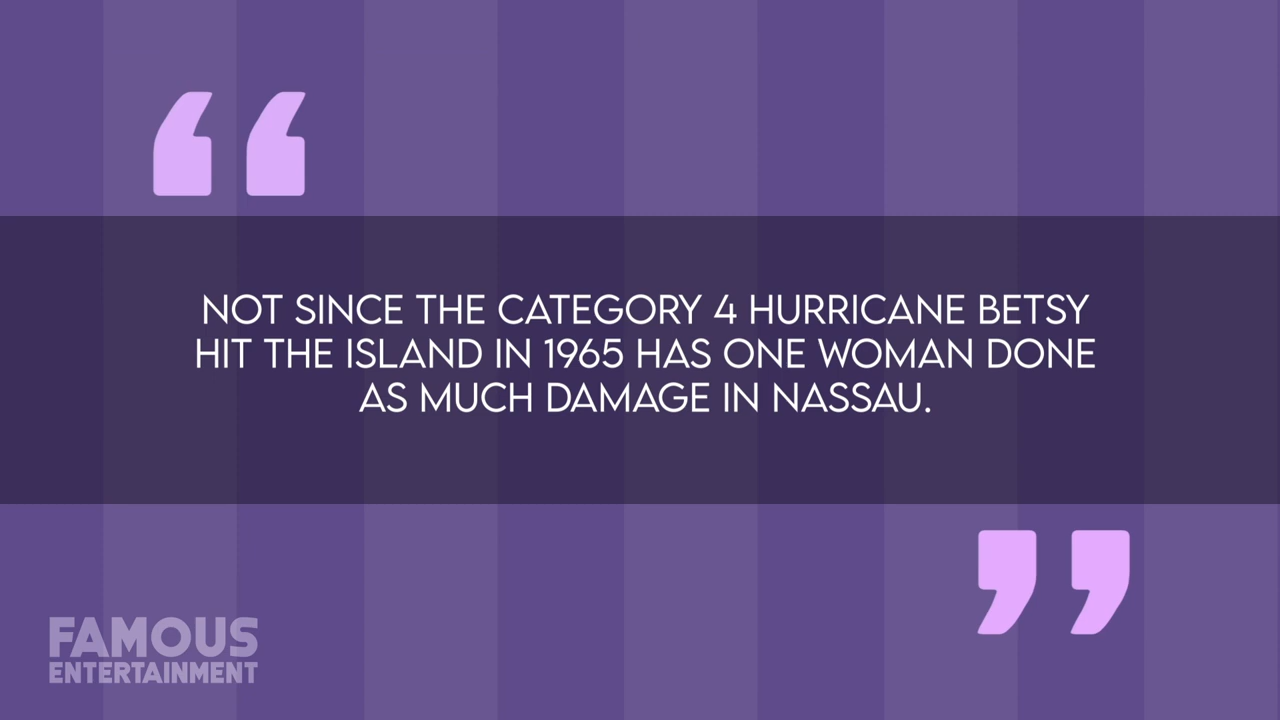 NOT SINCE THE CATEGORY 4 HURRICANE BETSY
HIT THE ISLAND IN 1965 HAS ONE WOMAN DONE
AS MUCH DAMAGE IN NASSAU.
FAMOUS
ENTERTAINMENT